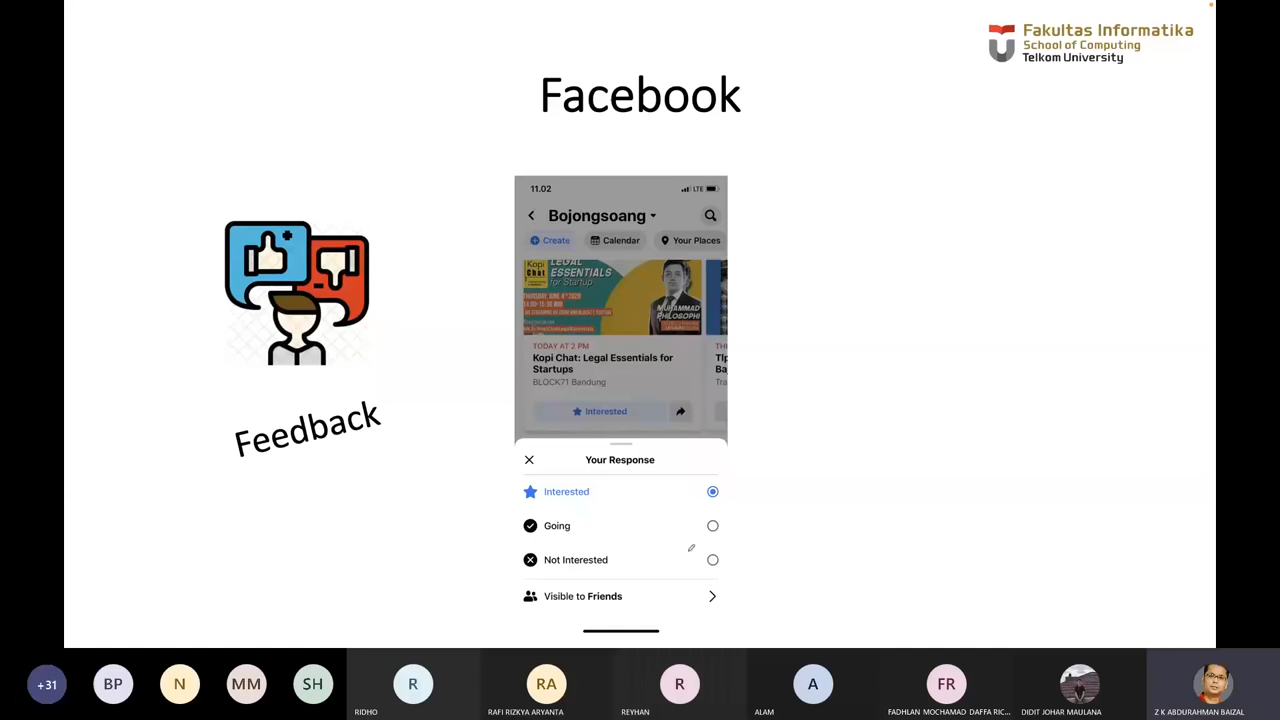 Fakultas Informatika
School of Computing
Telkom University
Facebook
11.02
LTE
Bojongsoang
Create
Calendar
Your Places
Kopi
Chat
LEGAL
ESSENTIALS
for Startup
MUHAMMAD
PHILOSOPHI
TODAY AT 2 PM
Kopi Chat: Legal Essentials for
Startups
BLOCK71 Bandung
Interested
Your Response
Interested
Going
Not Interested
Visible to Friends
Feedback
+31
BP
N
MM
SH
R
RIDHO
RA
RAFI RIZKYA ARYANTA
R
REYHAN
A
ALAM
FR
FADHLAN MOCHAMAD DAFFA RIC...
DIDIT JOHAR MAULANA
Z K ABDURAHMAN BAIZAL